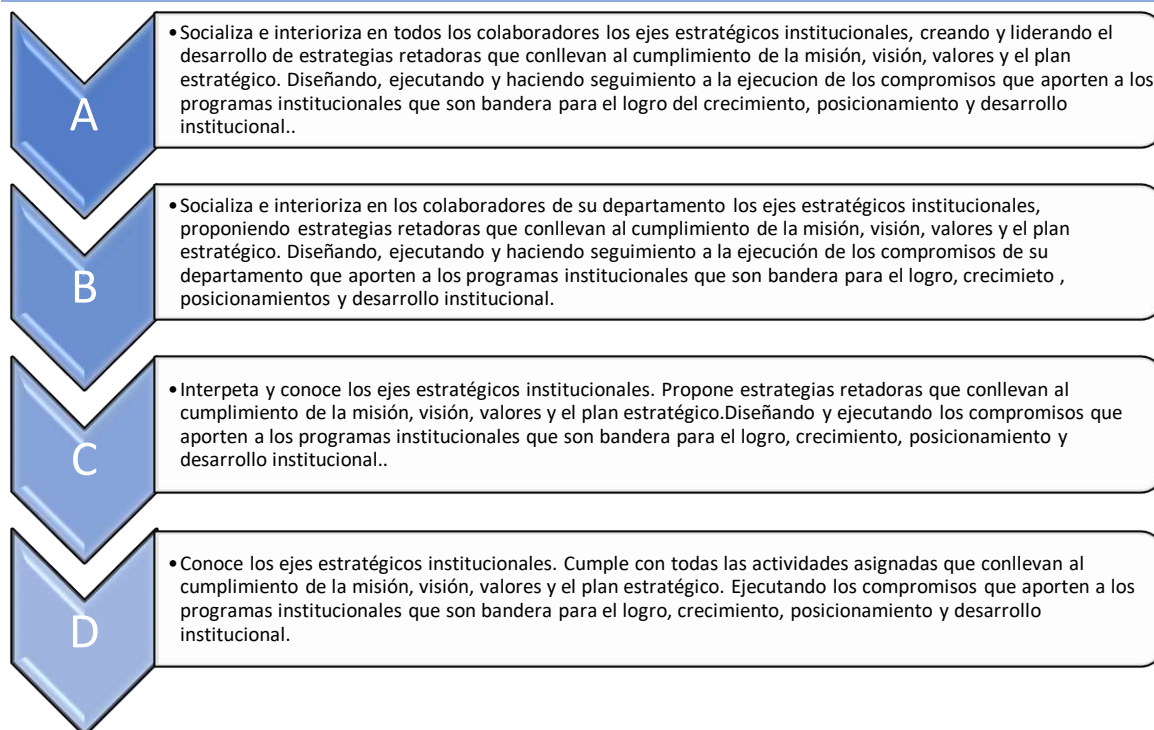 A
•Socializa e interioriza en todos los colaboradores los ejes estratégicos institucionales, creando y liderando el
desarrollo de estrategias retadoras que conllevan al cumplimiento de la misión, visión, valores y el plan
estratégico. Diseñando, ejecutando y haciendo seguimiento a la ejecucion de los compromisos que aporten a los
programas institucionales que son bandera para el logro del crecimiento, posicionamiento y desarrollo
institucional..
B
•Socializa e interioriza en los colaboradores de su departamento los ejes estratégicos institucionales,
proponiendo estrategias retadoras que conllevan al cumplimiento de la misión, visión, valores y el plan
estratégico. Diseñando, ejecutando y haciendo seguimiento a la ejecución de los compromisos de su
departamento que aporten a los programas institucionales que son bandera para el logro, crecimieto ,
posicionamientos y desarrollo institucional.
C
•Interpeta y conoce los ejes estratégicos institucionales. Propone estrategias retadoras que conllevan al
cumplimiento de la misión, visión, valores y el plan estratégico.Diseñando y ejecutando los compromisos que
aporten a los programas institucionales que son bandera para el logro, crecimiento, posicionamiento y
desarrollo institucional..
D
•Conoce los ejes estratégicos institucionales. Cumple con todas las actividades asignadas que conllevan al
cumplimiento de la misión, visión, valores y el plan estratégico. Ejecutando los compromisos que aporten a los
programas institucionales que son bandera para el logro, crecimiento, posicionamiento y desarrollo
institucional.